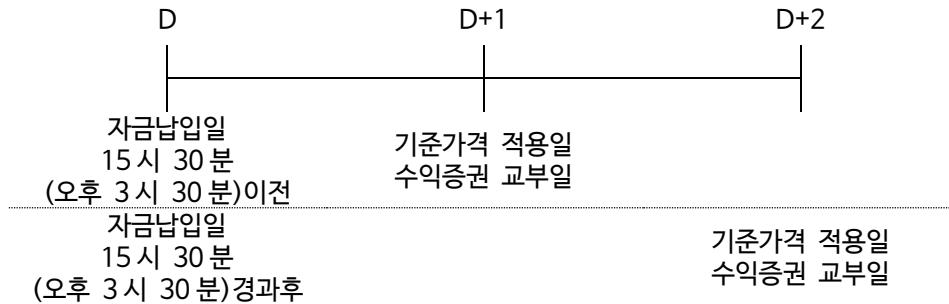 D D+1 D+2
자금납입일
15시 30분
(오후 3시 30분)이전
기준가격 적용일
수익증권 교부일
자금납입일
15시 30분
(오후 3시 30분)경과후
기준가격 적용일
수익증권 교부일